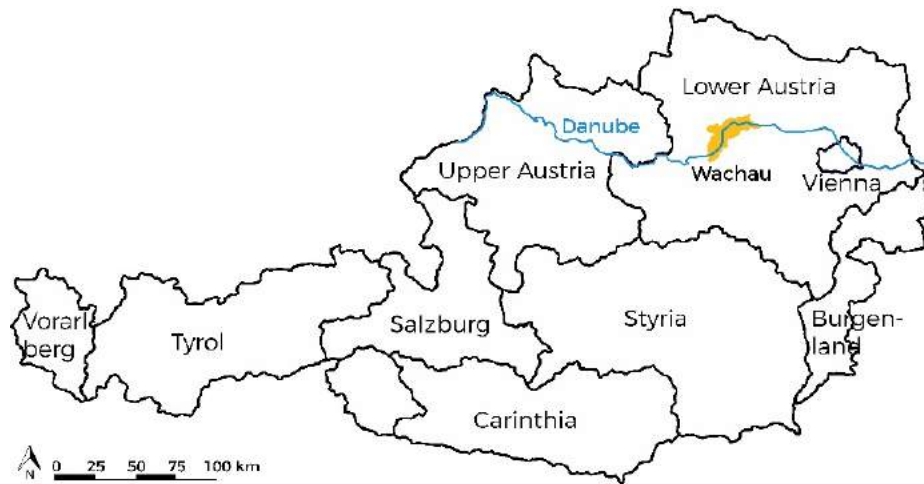 Lower Austria
Danube
Upper Austria
Wachau
Vienna
Vorarl-
berg
Tyrol
Salzburg
Styria
Burgen-
land
Carinthia
N
0 25 50 75 100 km